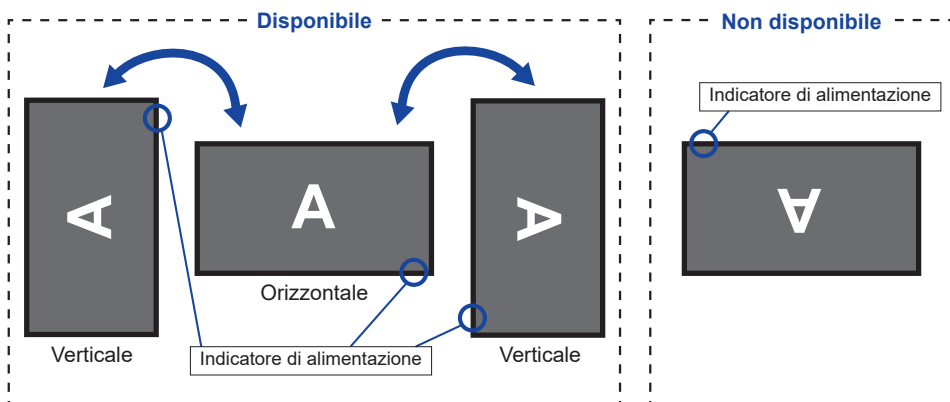 Disponibile
Non disponibile
Indicatore di alimentazione
A
A
A
A
Orizzontale
Verticale
Indicatore di alimentazione
Verticale